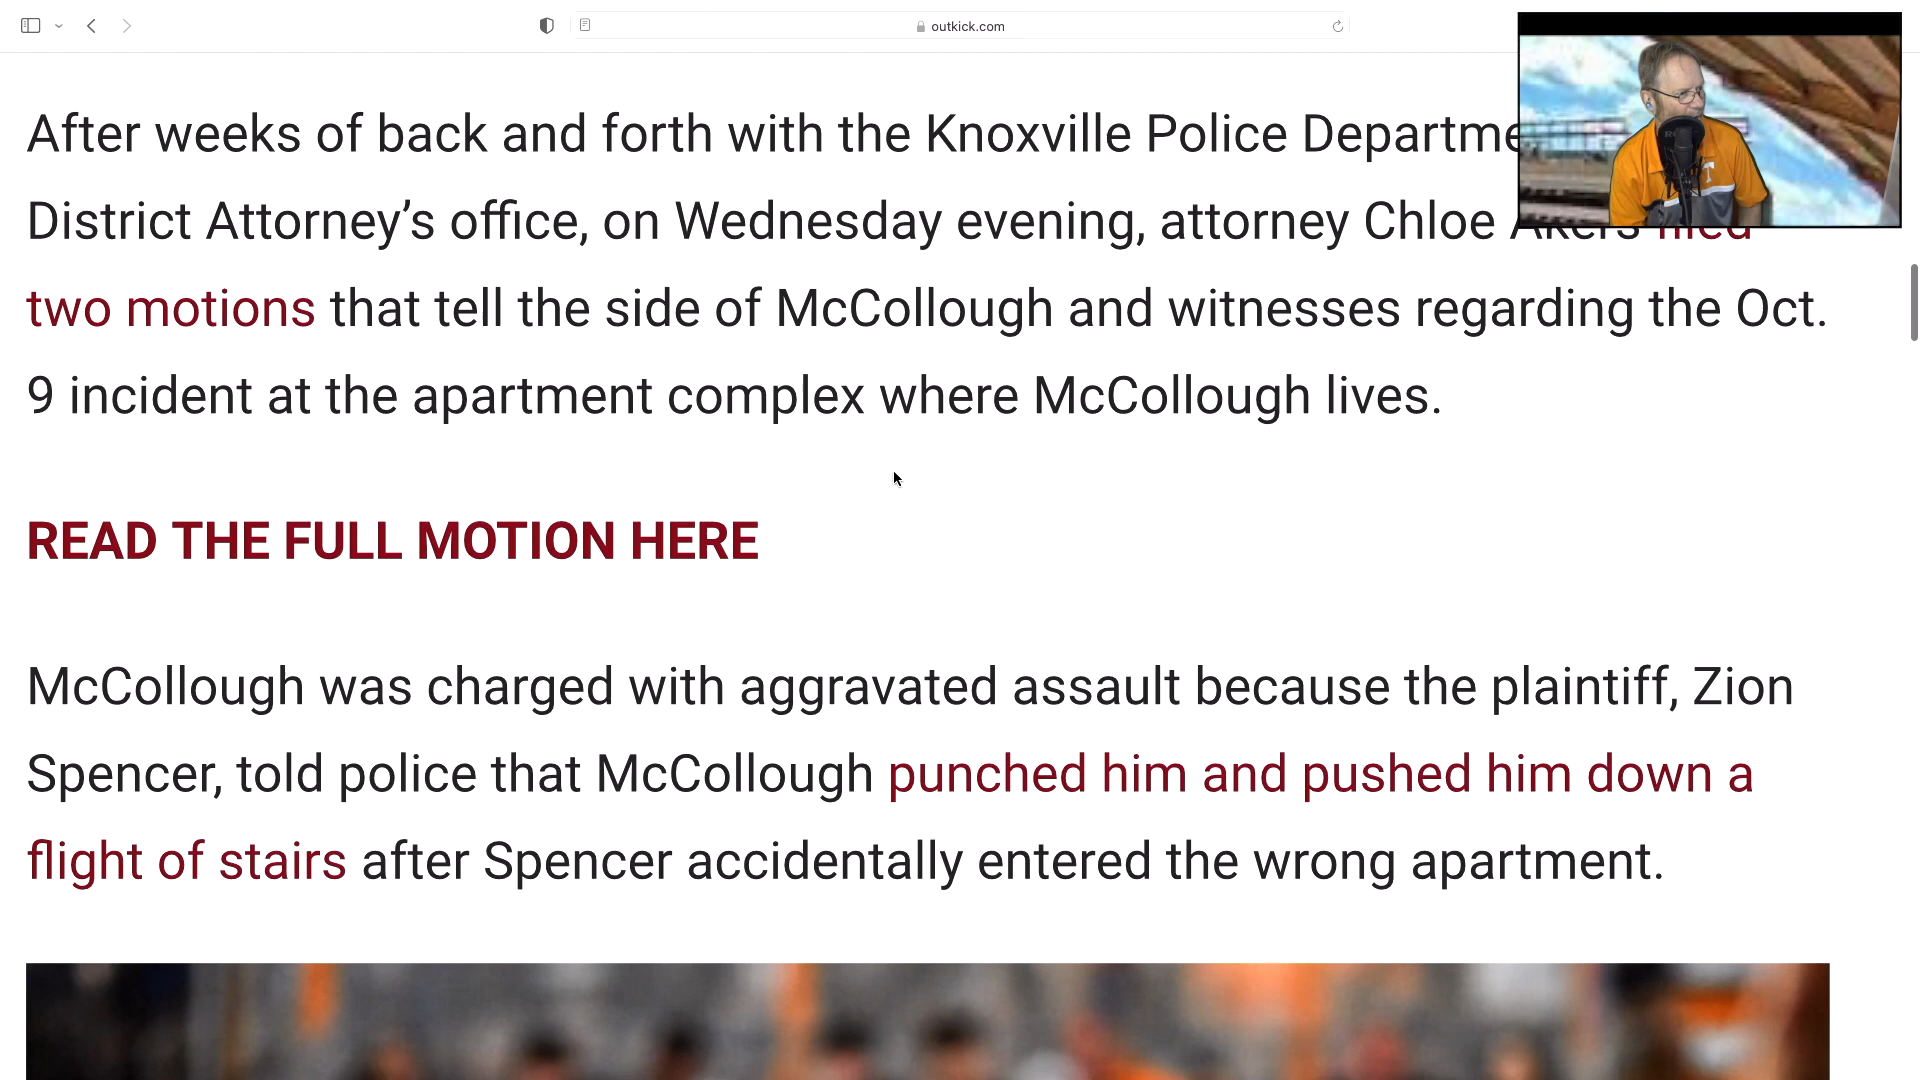 outkick.com
After weeks of back and forth with the Knoxville Police Departme
District Attorney’s office, on Wednesday evening, attorney Chloe Akers filed
two motions that tell the side of McCollough and witnesses regarding the Oct.
9 incident at the apartment complex where McCollough lives.
READ THE FULL MOTION HERE
McCollough was charged with aggravated assault because the plaintiff, Zion
Spencer, told police that McCollough punched him and pushed him down a
flight of stairs after Spencer accidentally entered the wrong apartment.
T